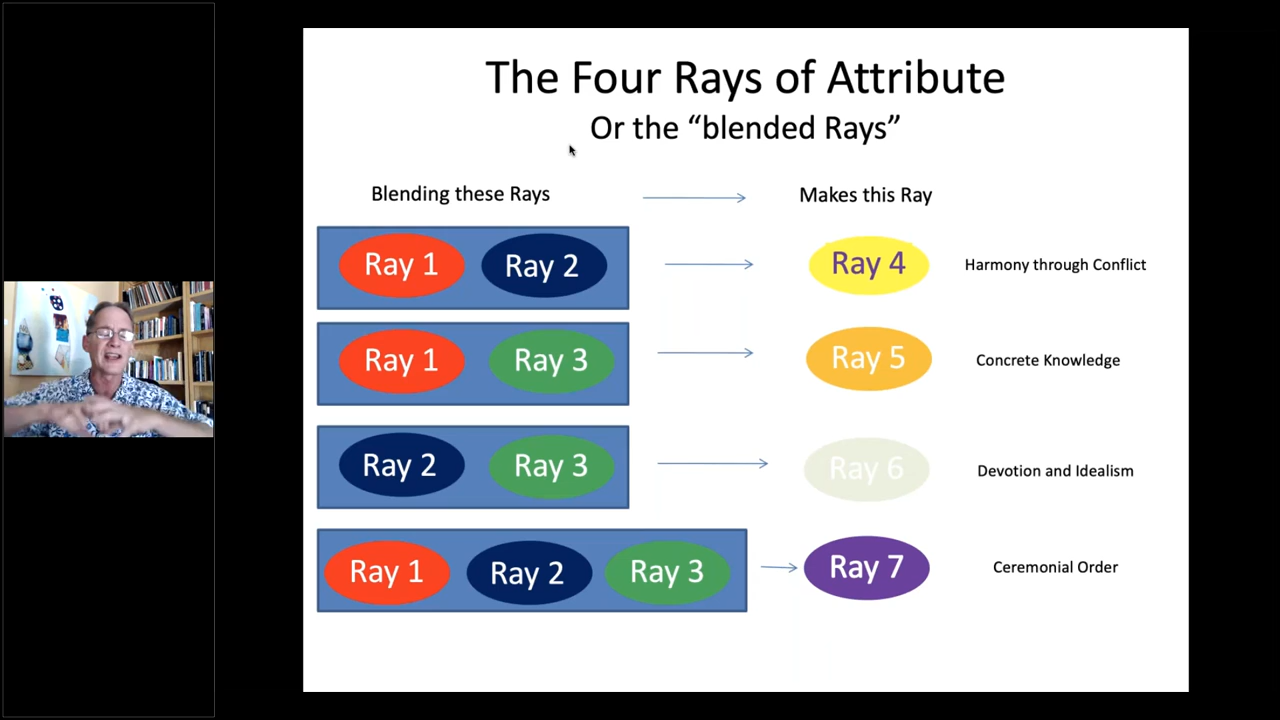 The Four Rays of Attribute
Or the “blended Rays”
Blending these Rays
Makes this Ray
Ray 1 Ray 2 Ray 4 Harmony through Conflict
Ray 1 Ray 3 Ray 5 Concrete Knowledge
Ray 2 Ray 3 Ray 6 Devotion and Idealism
Ray 1 Ray 2 Ray 3 Ray 7 Ceremonial Order